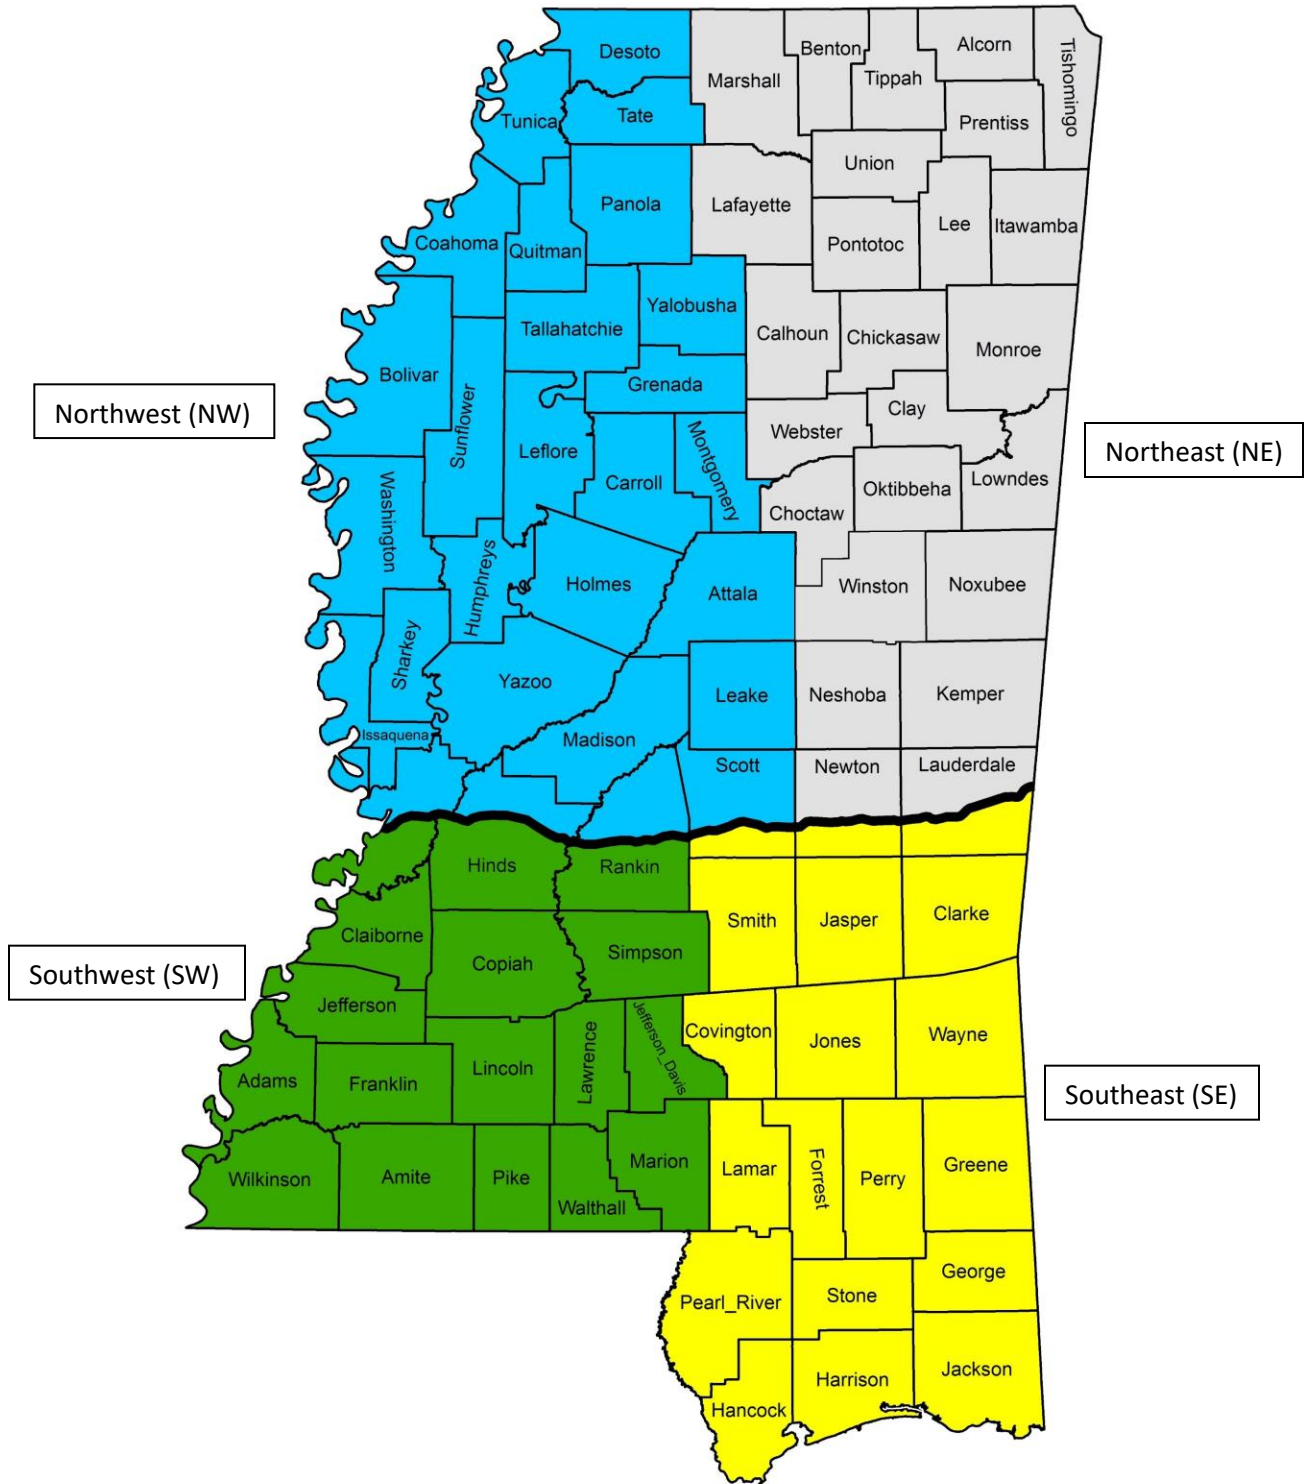 Desoto
Marshall
Benton
Tippah
Alcorn
Tishomingo
Tunica
Tate
Prentiss
Union
Panola
Lafayette
Pontotoc
Lee
Itawamba
Coahoma
Quitman
Tallahatchie
Yalobusha
Calhoun
Chickasaw
Monroe
Bolivar
Sunflower
Grenada
Northwest (NW)
Leflore
Carroll
Montgomery
Webster
Clay
Northeast (NE)
Washington
Choctaw
Oktibbeha
Lowndes
Humphreys
Holmes
Attala
Winston
Noxubee
Sharkey
Yazoo
Leake
Neshoba
Kemper
Issaquena
Madison
Scott
Newton
Lauderdale
Hinds
Rankin
Claiborne
Copiah
Simpson
Smith
Jasper
Clarke
Southwest (SW)
Jefferson
Lincoln
Lawrence
Jefferson_Davis
Covington
Jones
Wayne
Adams
Franklin
Southeast (SE)
Wilkinson
Amite
Pike
Walthall
Marion
Lamar
Forrest
Perry
Greene
Pearl_River
Stone
George
Hancock
Harrison
Jackson